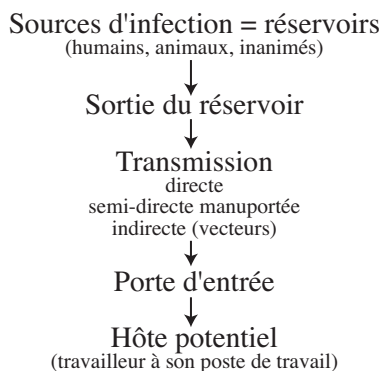 Sources d'infection = réservoirs
(humains, animaux, inanimés)
Sortie du réservoir
Transmission
directe
semi-directe manuportée
indirecte (vecteurs)
Porte d'entrée
Hôte potentiel
(travailleur à son poste de travail)